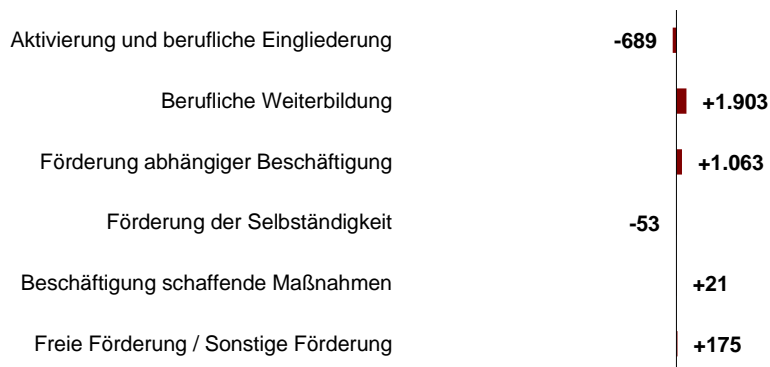 Aktivierung und berufliche Eingliederung -689
Berufliche Weiterbildung +1.903
Förderung abhängiger Beschäftigung +1.063
Förderung der Selbständigkeit -53
Beschäftigung schaffende Maßnahmen +21
Freie Förderung / Sonstige Förderung +175